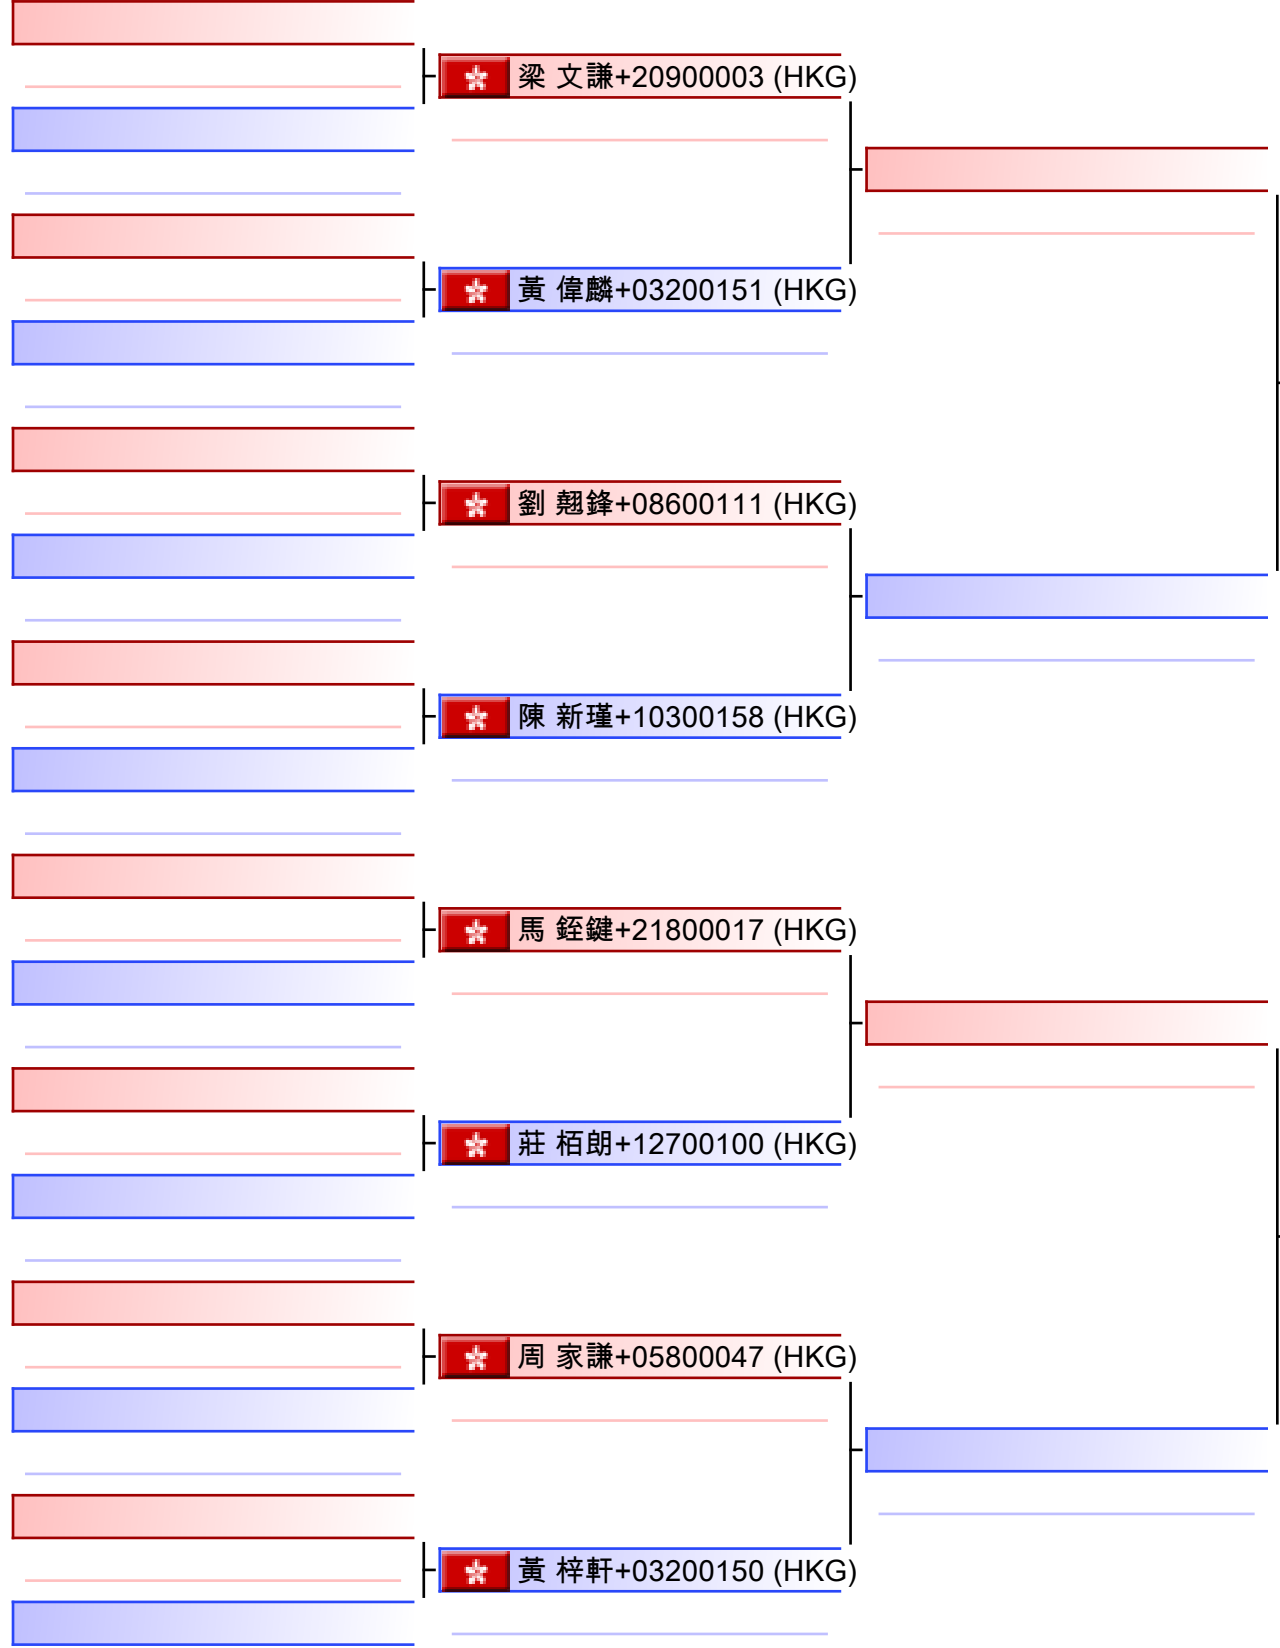 梁 文謙+20900003 (HKG)
黃 偉麟+03200151 (HKG)
劉 翹鋒+08600111 (HKG)
陳 新瑾+10300158 (HKG)
馬 銍鍵+21800017 (HKG)
莊 栢朗+12700100 (HKG)
周 家謙+05800047 (HKG)
黃 梓軒+03200150 (HKG)